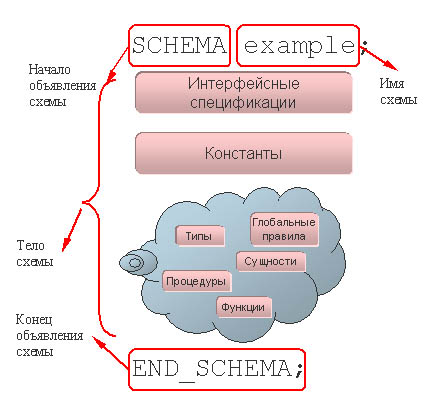 SCHEMA example;
Начало
объявления
схемы
Интерфейсные
спецификации
Имя
схемы
Константы
Тело
схемы
Типы
Глобальные
правила
Сущности
Процедуры
Функции
Конец
объявления
схемы
END_SCHEMA;